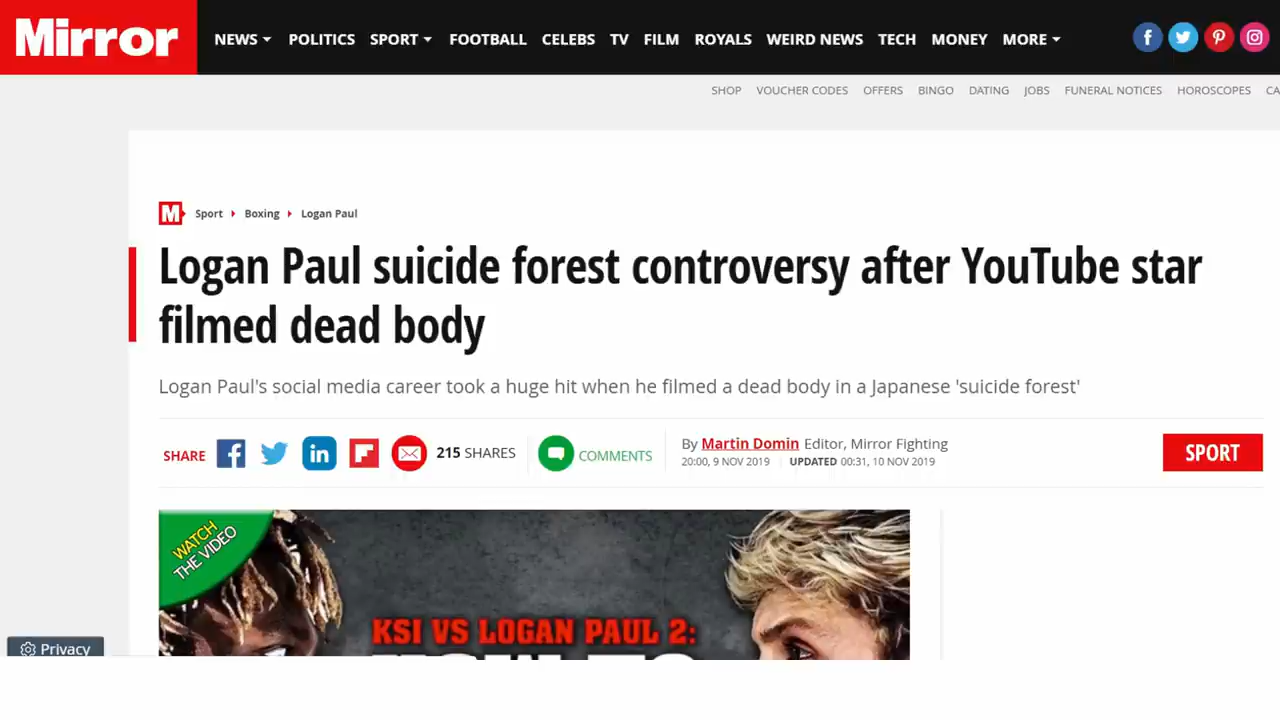 Mirror
NEWS POLITICS SPORT FOOTBALL CELEBS TV FILM ROYALS WEIRD NEWS TECH MONEY MORE
SHOP VOUCHER CODES OFFERS BINGO DATING JOBS FUNERAL NOTICES HOROSCOPES
M Sport Boxing Logan Paul
Logan Paul suicide forest controversy after YouTube star
filmed dead body
Logan Paul's social media career took a huge hit when he filmed a dead body in a Japanese 'suicide forest'
SHARE 215 SHARES COMMENTS
By Martin Domin Editor, Mirror Fighting
20:00, 9 NOV 2019 UPDATED 00:31, 10 NOV 2019
SPORT
WATCH
THE VIDEO
KSI VS LOGAN PAUL 2:
Privacy